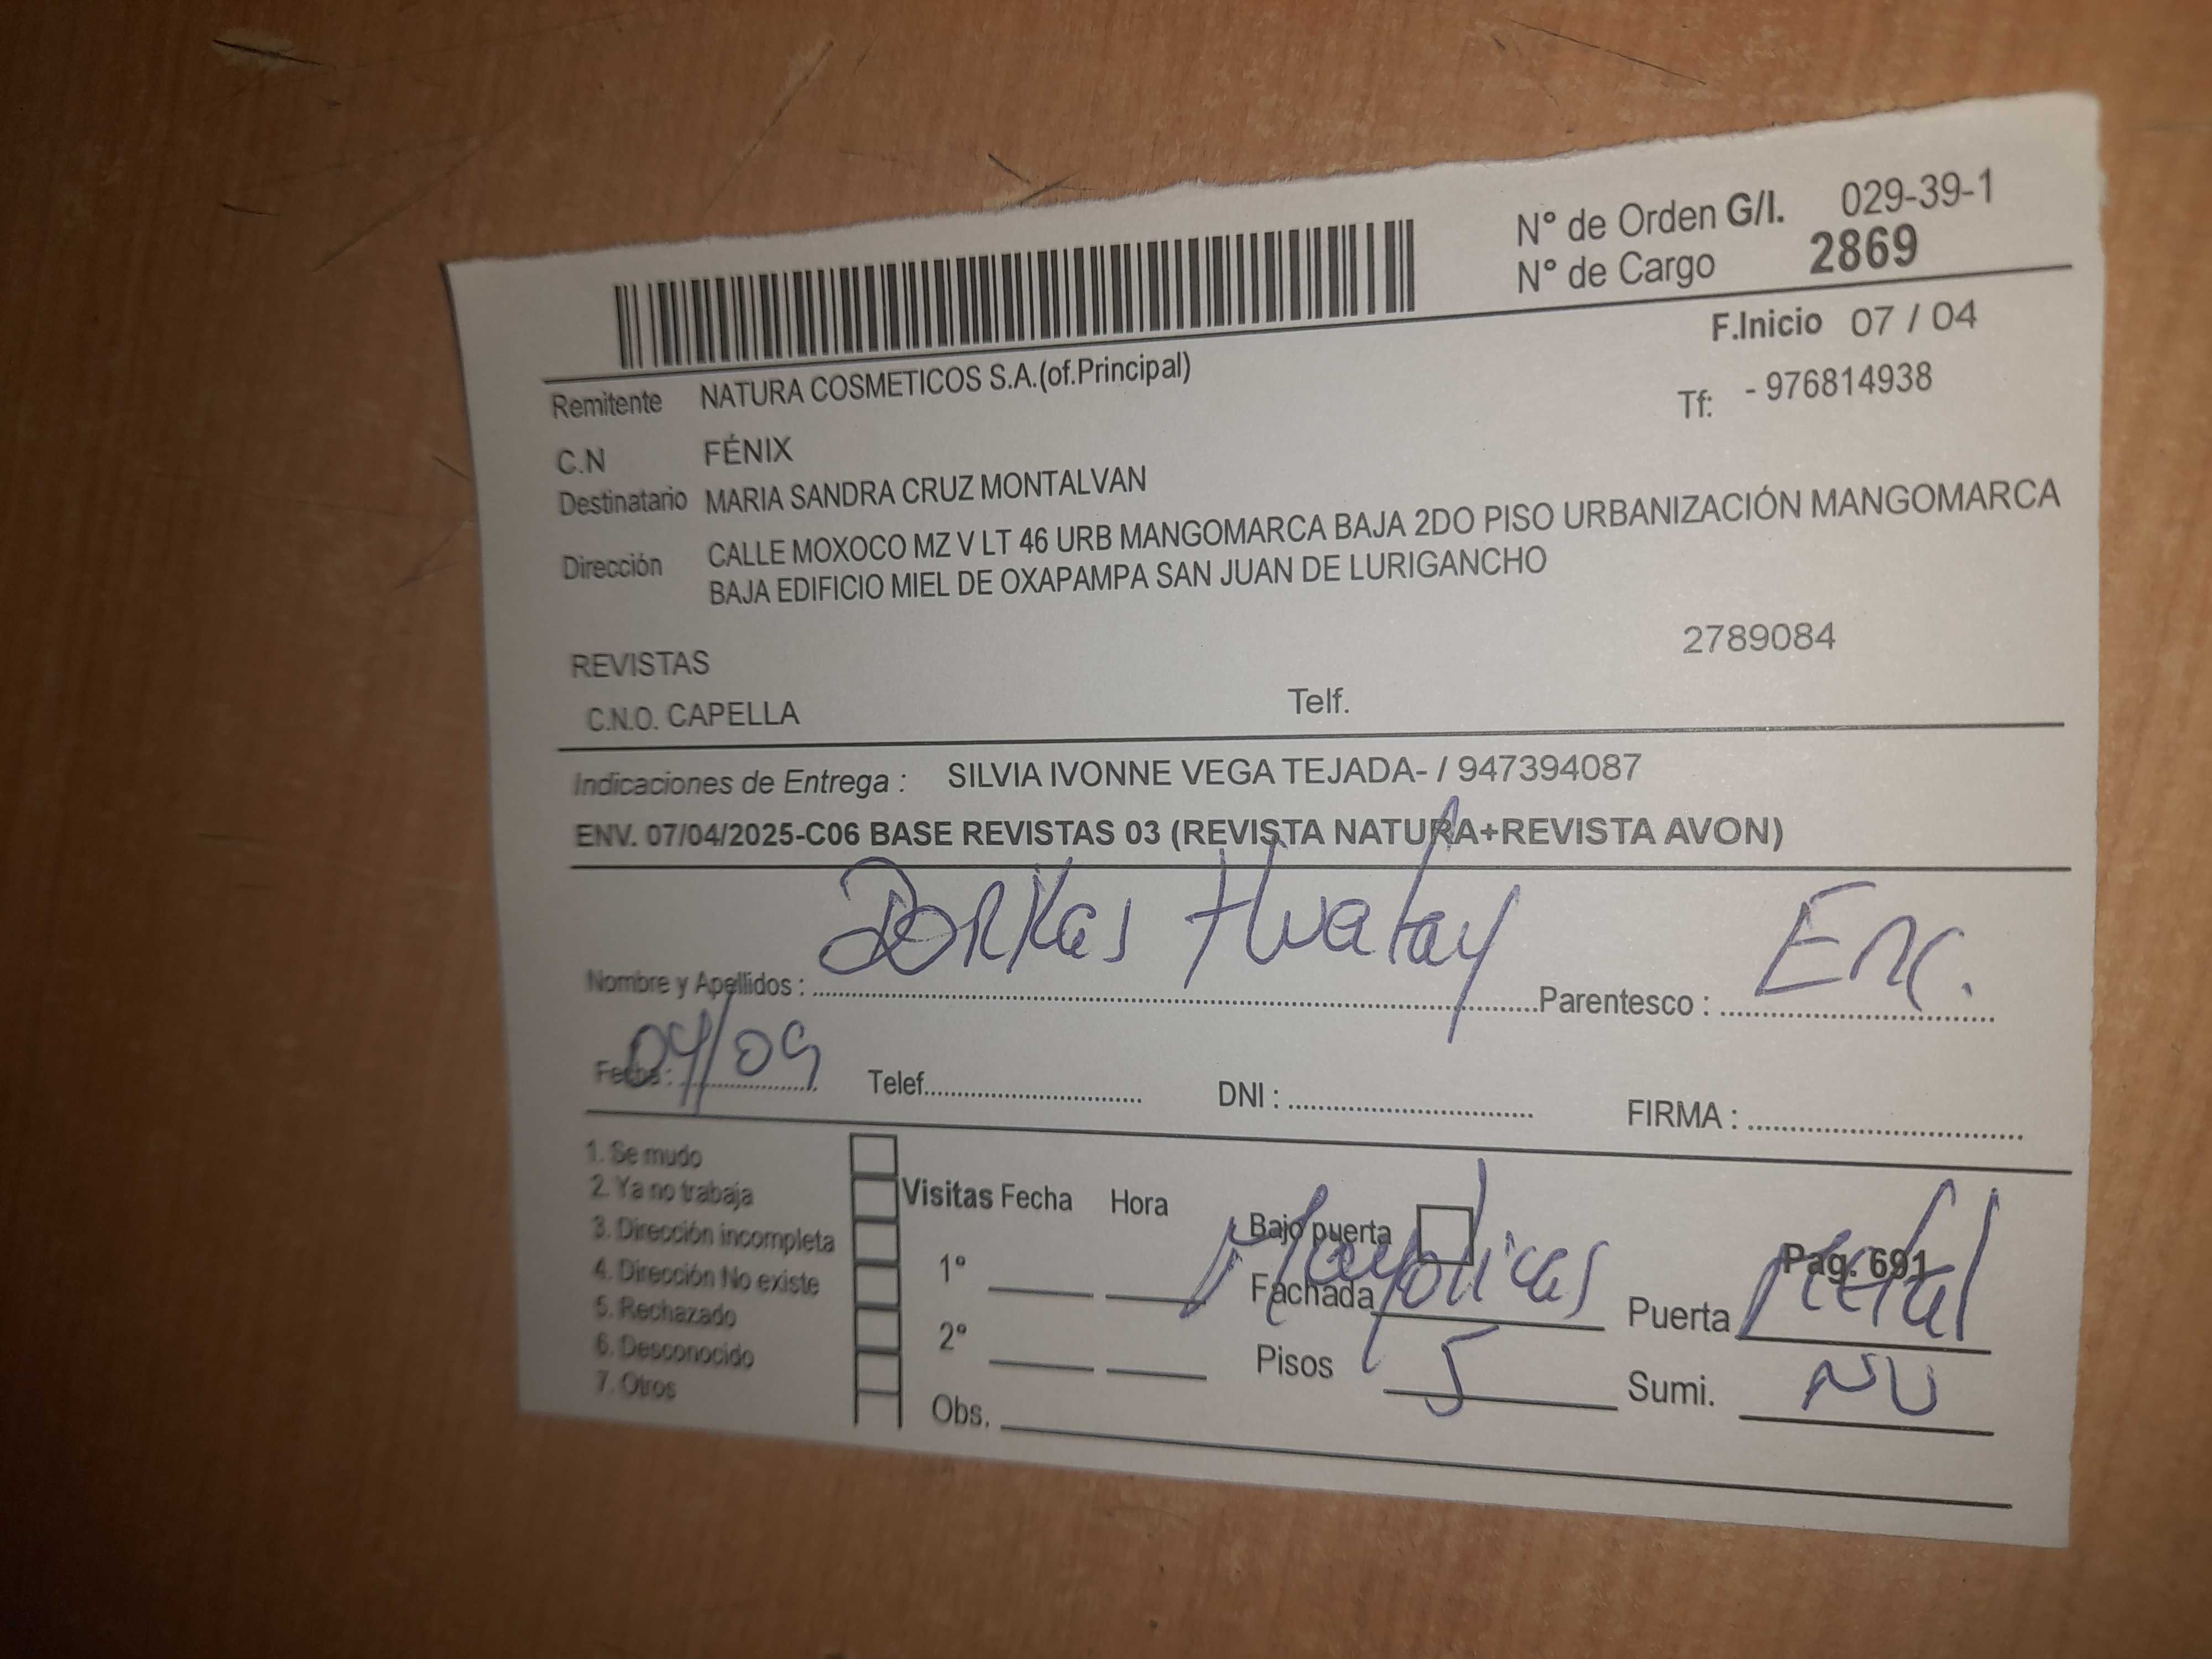 N° de Orden G/I. 029-39-1
N° de Cargo 2869
F.Inicio 07 / 04
Remitente NATURA COSMETICOS S.A.(of.Principal)
Tf: - 976814938
C.N FÉNIX
Destinatario MARIA SANDRA CRUZ MONTALVAN
Dirección CALLE MOXOCO MZ V LT 46 URB MANGOMARCA BAJA 2DO PISO URBANIZACIÓN MANGOMARCA
BAJA EDIFICIO MIEL DE OXAPAMPA SAN JUAN DE LURIGANCHO
2789084
REVISTAS
C.N.O. CAPELLA Telf.
Indicaciones de Entrega : SILVIA IVONNE VEGA TEJADA- / 947394087
ENV. 07/04/2025-C06 BASE REVISTAS 03 (REVISTA NATURA+REVISTA AVON)
Nombre y Apellidos : Dorkas Huatay Parentesco : Enc.
Fecha : 04/09 Telef. DNI : FIRMA :
1. Se mudo
2. Ya no trabaja
3. Dirección incompleta
4. Dirección No existe
5. Rechazado
6. Desconocido
7. Otros
Visitas Fecha Hora
1°
2°
Obs.
Bajo puerta
Pag. 691
Fachada Mayolicas Puerta Metal
Pisos 5 Sumi. NU